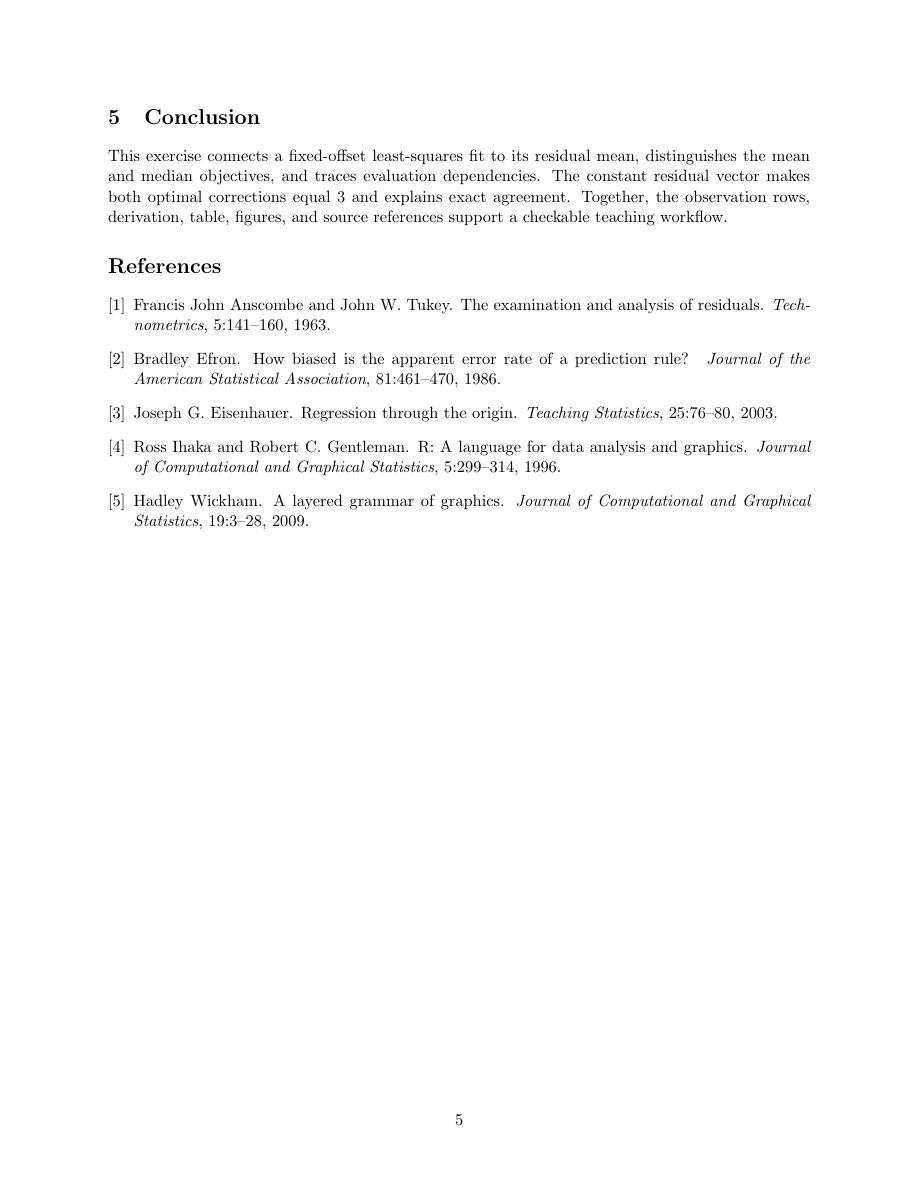 5 Conclusion
This exercise connects a fixed-offset least-squares fit to its residual mean, distinguishes the mean
and median objectives, and traces evaluation dependencies. The constant residual vector makes
both optimal corrections equal 3 and explains exact agreement. Together, the observation rows,
derivation, table, figures, and source references support a checkable teaching workflow.
References
[1] Francis John Anscombe and John W. Tukey. The examination and analysis of residuals. Tech-
nometrics, 5:141–160, 1963.
[2] Bradley Efron. How biased is the apparent error rate of a prediction rule? Journal of the
American Statistical Association, 81:461–470, 1986.
[3] Joseph G. Eisenhauer. Regression through the origin. Teaching Statistics, 25:76–80, 2003.
[4] Ross Ihaka and Robert C. Gentleman. R: A language for data analysis and graphics. Journal
of Computational and Graphical Statistics, 5:299–314, 1996.
[5] Hadley Wickham. A layered grammar of graphics. Journal of Computational and Graphical
Statistics, 19:3–28, 2009.
5